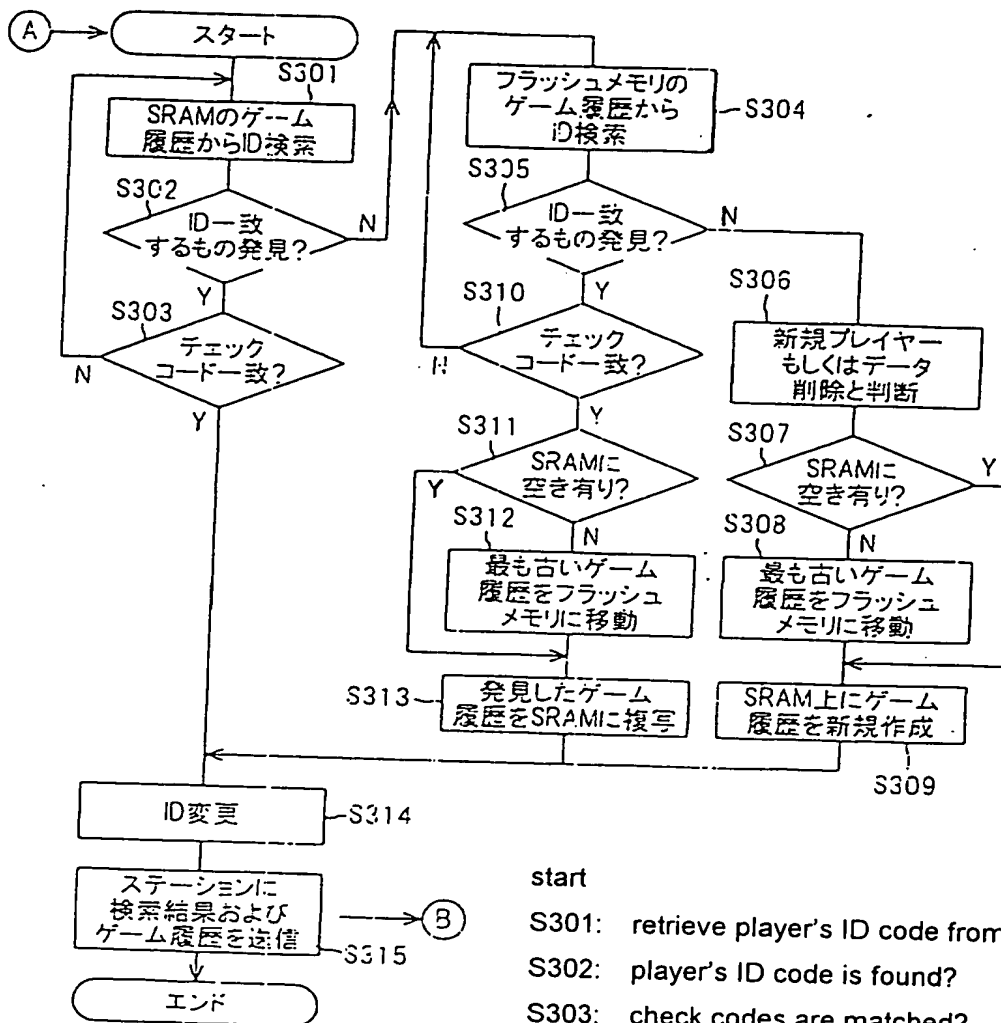 A
スタート
S301
SRAMのゲーム
履歴からID検索
S302
ID一致
するもの発見?
N
Y
S303
チェック
コード一致?
N
Y
フラッシュメモリの
ゲーム履歴から
ID検索
S304
S305
ID一致
するもの発見?
N
Y
S310
チェック
コード一致?
N
Y
S311
SRAMに
空き有り?
Y
N
S312
最も古いゲーム
履歴をフラッシュ
メモリに移動
S313
発見したゲーム
履歴をSRAMに複写
S306
新規プレイヤー
もしくはデータ
削除と判断
S307
SRAMに
空き有り?
Y
N
S308
最も古いゲーム
履歴をフラッシュ
メモリに移動
SRAM上にゲーム
履歴を新規作成
S309
ID変更
S314
ステーションに
検索結果および
ゲーム履歴を送信
S315
B
エンド
start
S301: retrieve player's ID code from
S302: player's ID code is found?
S303: check codes are matched?